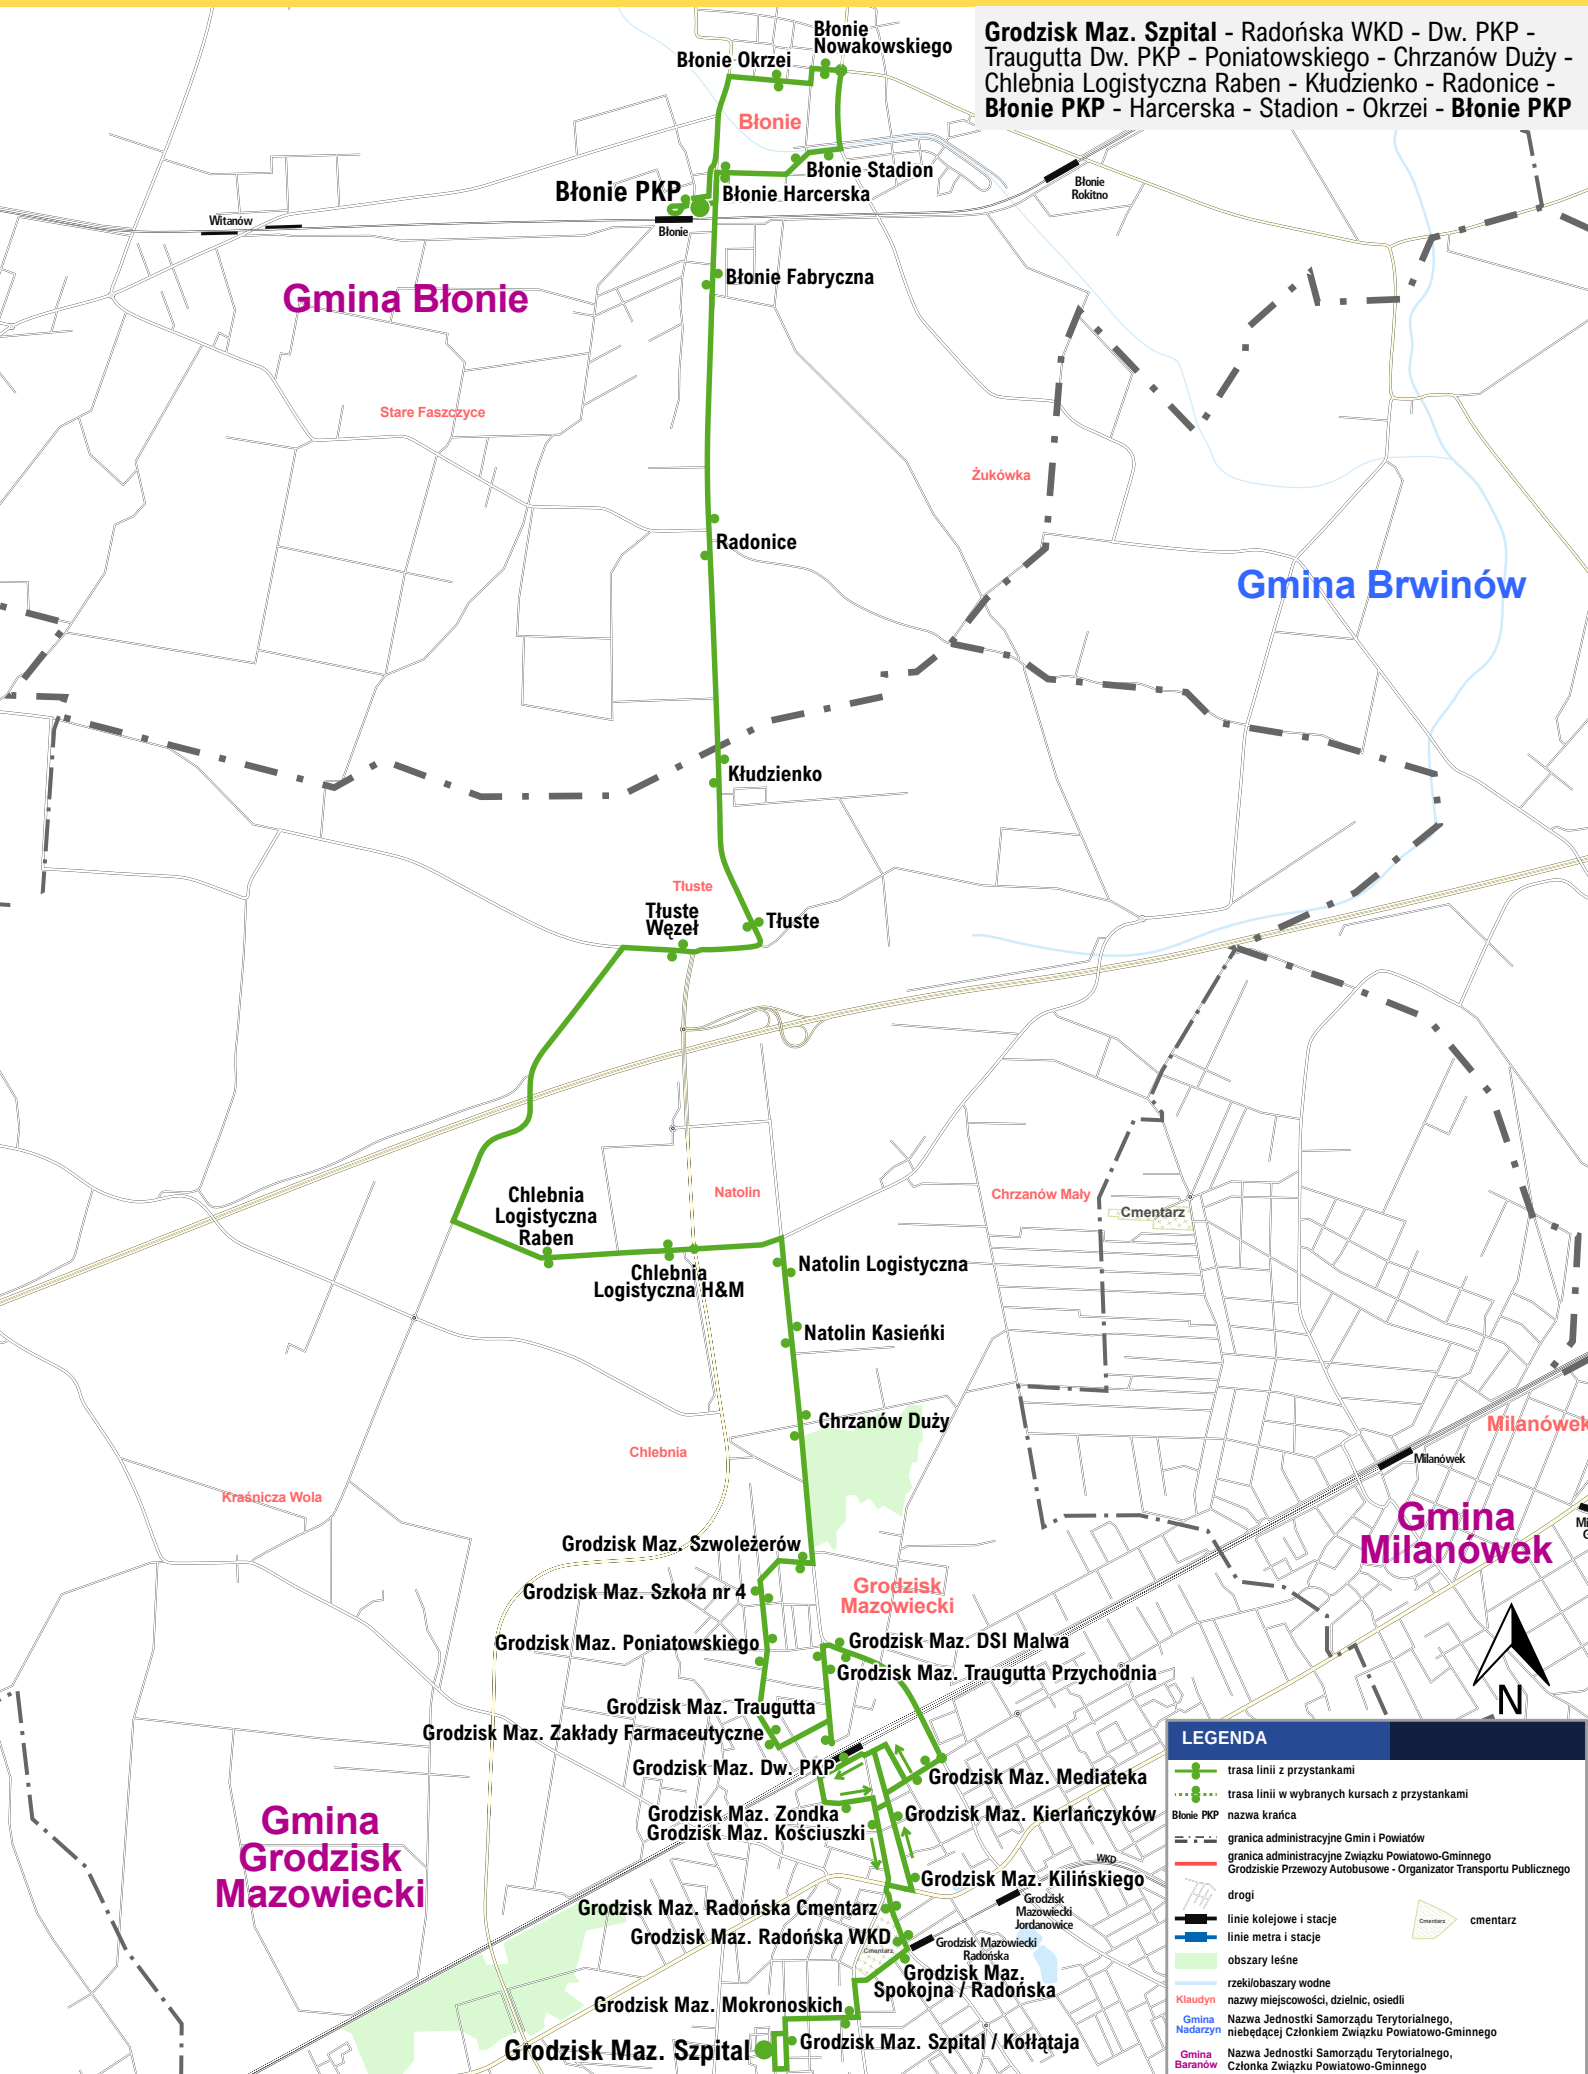 Grodzisk Maz. Szpital - Radońska WKD - Dw. PKP -
Traugutta Dw. PKP - Poniatowskiego - Chrzanów Duży -
Chlebnia Logistyczna Raben - Kłudzienko - Radonice -
Błonie PKP - Harcerska - Stadion - Okrzei - Błonie PKP
Błonie
Nowakowskiego
Błonie Okrzei
Błonie
Błonie Stadion
Błonie PKP
Błonie Harcerska
Błonie
Rokitno
Witanów
Błonie
Błonie Fabryczna
Gmina Błonie
Stare Faszczyce
Żukówka
Radonice
Gmina Brwinów
Kłudzienko
Tłuste
Tłuste
Węzeł
Tłuste
Chlebnia
Logistyczna
Raben
Natolin
Chrzanów Mały
Cmentarz
Chlebnia
Logistyczna H&M
Natolin Logistyczna
Natolin Kasieńki
Chrzanów Duży
Milanówek
Chlebnia
Milanówek
Kraśnicza Wola
Gmina
Milanówek
Mi
G
Grodzisk Maz. Szwoleżerów
Grodzisk Maz. Szkoła nr 4
Grodzisk
Mazowiecki
Grodzisk Maz. Poniatowskiego
Grodzisk Maz. DSI Malwa
Grodzisk Maz. Traugutta Przychodnia
Grodzisk Maz. Traugutta
Grodzisk Maz. Zakłady Farmaceutyczne
Grodzisk Maz. Dw. PKP
Grodzisk Maz. Mediateka
Grodzisk Maz. Żondka
Grodzisk Maz. Kościuszki
Grodzisk Maz. Kierlańczyków
Gmina
Grodzisk
Mazowiecki
WKD
Grodzisk Maz. Kilińskiego
Grodzisk
Mazowiecki
Jordanowice
Grodzisk Maz. Radońska Cmentarz
Grodzisk Maz. Radońska WKD
Grodzisk Mazowiecki
Radońska
Cmentarz
Grodzisk Maz.
Spokojna / Radońska
Grodzisk Maz. Mokronoskich
Grodzisk Maz. Szpital
Grodzisk Maz. Szpital / Kołłątaja
N
LEGENDA
trasa linii z przystankami
trasa linii w wybranych kursach z przystankami
Błonie PKP nazwa krańca
granica administracyjne Gmin i Powiatów
granica administracyjne Związku Powiatowo-Gminnego
Grodziskie Przewozy Autobusowe - Organizator Transportu Publicznego
drogi
linie kolejowe i stacje
Cmentarz cmentarz
linie metra i stacje
obszary leśne
rzeki/obaszary wodne
Klaudyn nazwy miejscowości, dzielnic, osiedli
Gmina
Nadarzyn
Nazwa Jednostki Samorządu Terytorialnego,
niebędącej Członkiem Związku Powiatowo-Gminnego
Gmina
Baranów
Nazwa Jednostki Samorządu Terytorialnego,
Członka Związku Powiatowo-Gminnego